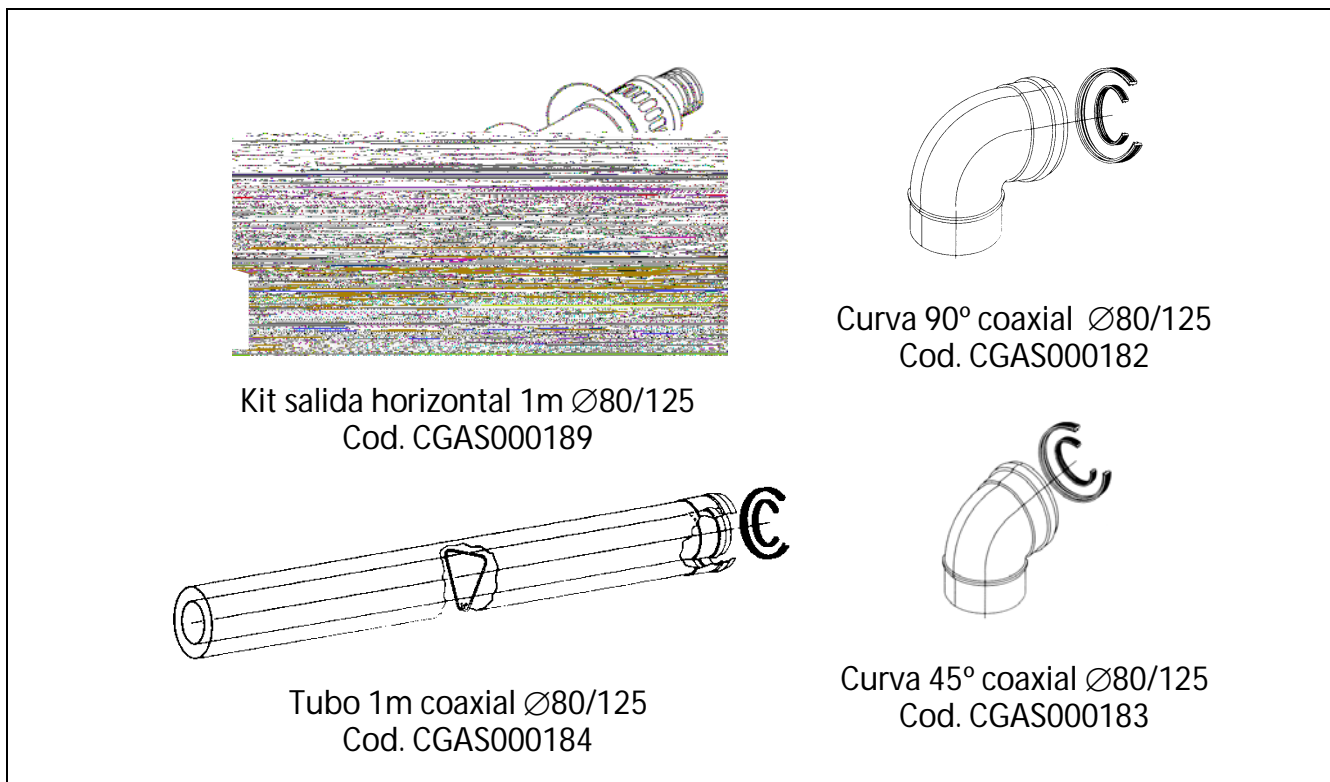 Kit salida horizontal 1m ∅80/125
Cod. CGAS000189
Curva 90º coaxial ∅80/125
Cod. CGAS000182
Tubo 1m coaxial ∅80/125
Cod. CGAS000184
Curva 45º coaxial ∅80/125
Cod. CGAS000183